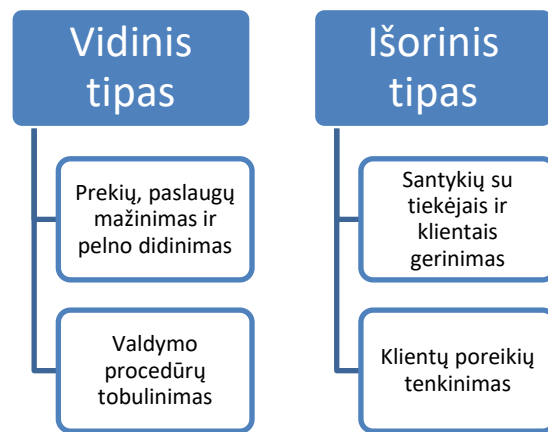 Vidinis
tipas
Prekių, paslaugų
mažinimas ir
pelno didinimas
Valdymo
procedūrų
tobulinimas
Išorinis
tipas
Santykių su
tiekėjais ir
klientais
gerinimas
Klientų poreikių
tenkinimas